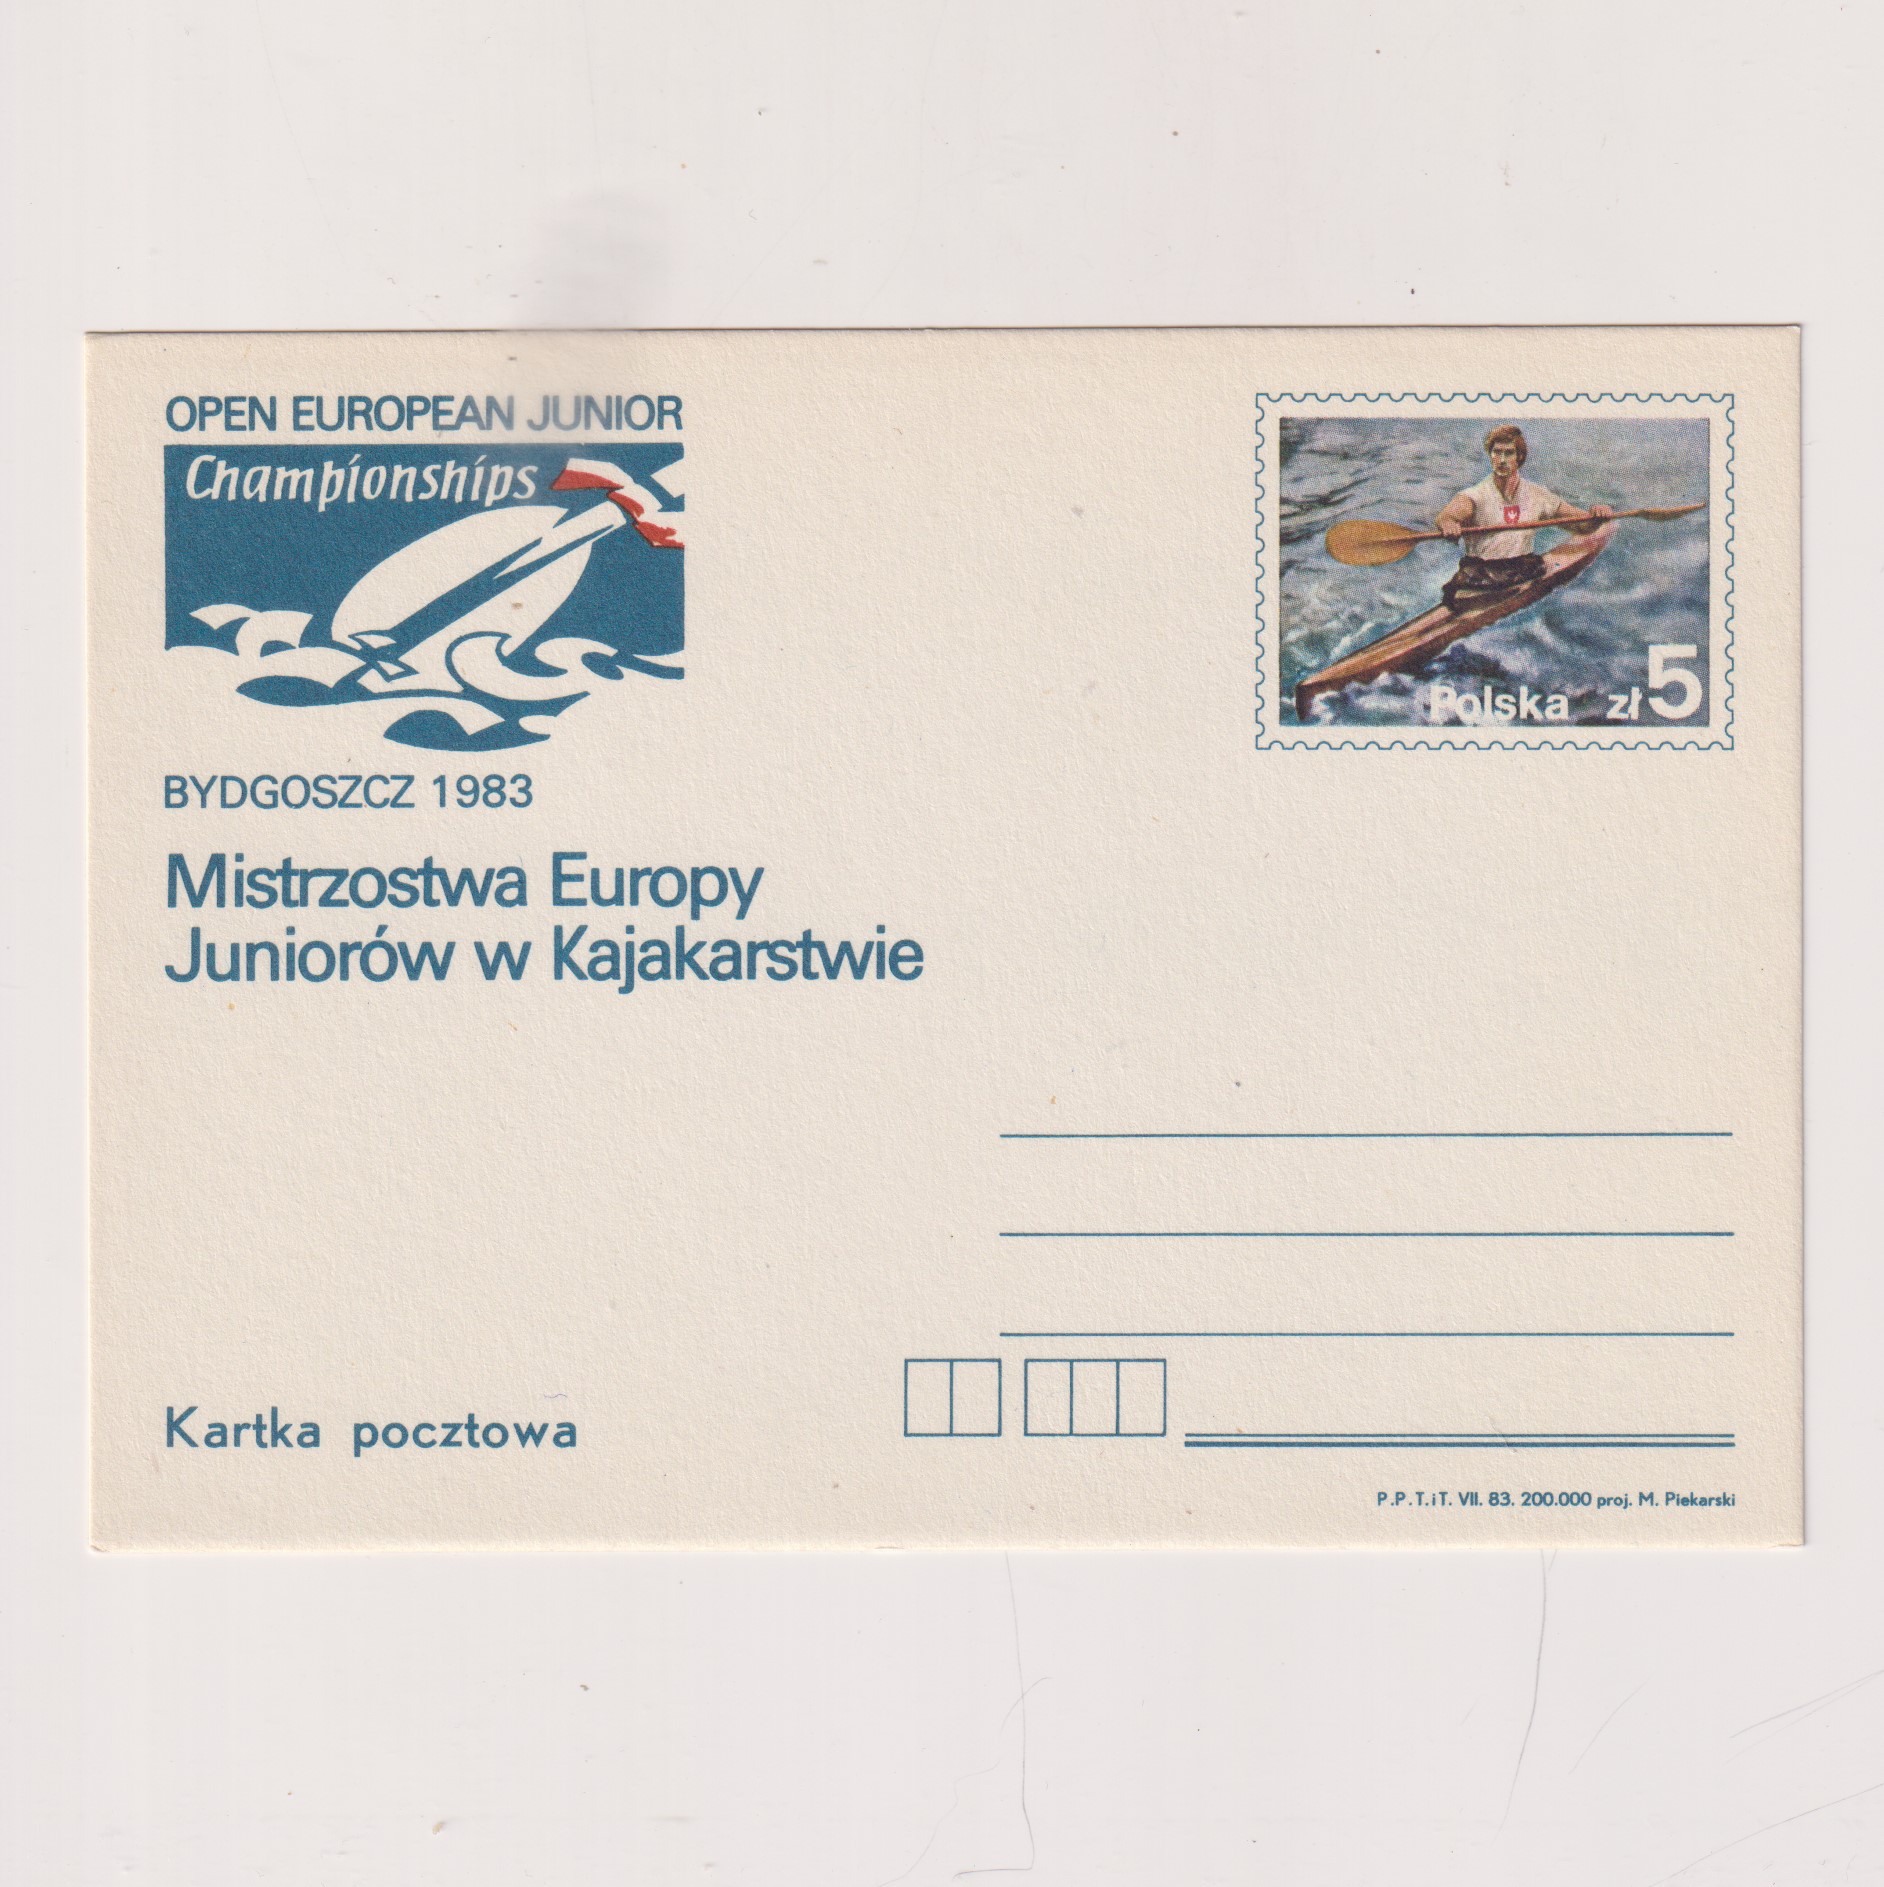 OPEN EUROPEAN JUNIOR
Championships
BYDGOSZCZ 1983
Mistrzostwa Europy
Juniorów w Kajakarstwie
Polska zł 5
Kartka pocztowa
P.P.T.iT. VII. 83. 200.000 proj. M. Piekarski